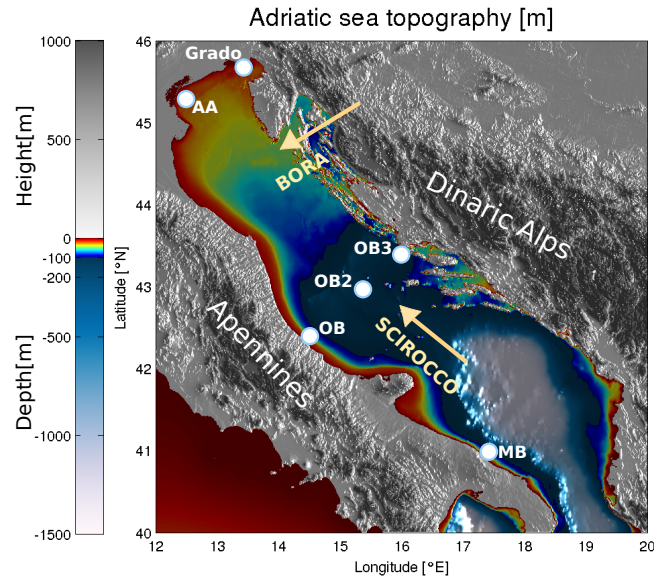 Adriatic sea topography [m]
Height[m]
Depth[m]
1000
500
0
-100
-500
-1000
-1500
Latitude [°N]
46
45
44
43
42
41
40
Grado
AA
BORA
Dinaric Alps
OB3
OB2
OB
SCIROCCO
Apennines
MB
12
13
14
15
16
17
18
19
20
Longitude [°E]